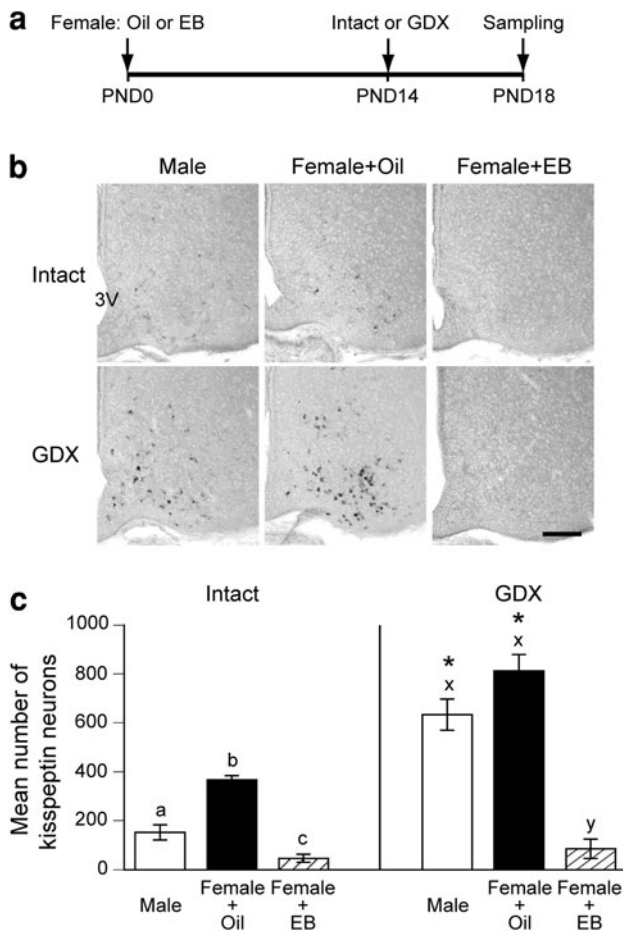 a
Female: Oil or EB
Intact or GDX
Sampling
PND0
PND14
PND18
b
Male
Female+Oil
Female+EB
Intact
3V
GDX
c
Intact
GDX
Mean number of
kisspeptin neurons
1000
800
600
400
200
0
a
b
c
*
x
*
x
y
Male
Female
+
Oil
Female
+
EB
Male
Female
+
Oil
Female
+
EB